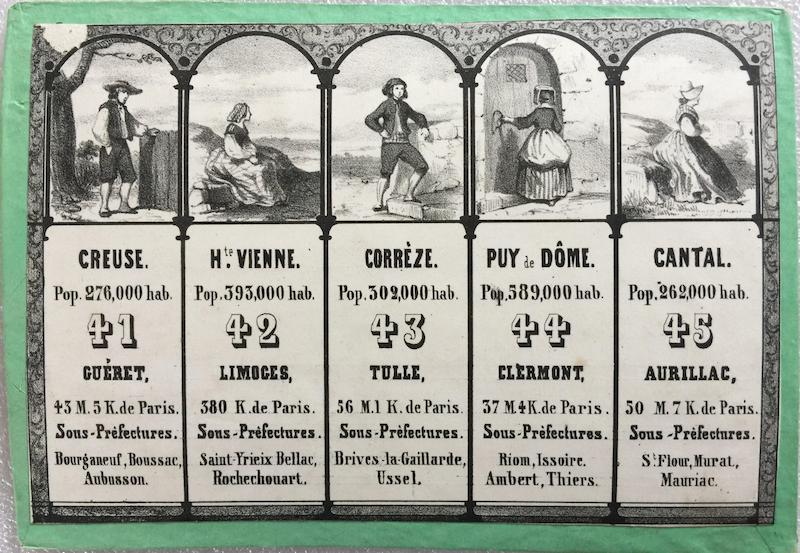 CREUSE.
Pop. 276,000 hab.
41
GUÉRET,
43 M. 5 K. de Paris.
Sous-Préfectures.
Bourganeuf, Boussac,
Aubusson.
Hte. VIENNE.
Pop. 393,000 hab.
42
LIMOGES,
380 K. de Paris.
Sous-Préfectures.
Saint-Yrieix Bellac,
Rochechouart.
CORRÈZE.
Pop. 302,000 hab.
43
TULLE,
56 M. 1 K. de Paris.
Sous-Préfectures.
Brives-la-Gaillarde,
Ussel.
PUY de DÔME.
Pop. 589,000 hab.
44
CLERMONT,
37 M. 4 K. de Paris.
Sous-Préfectures.
Riom, Issoire.
Ambert, Thiers.
CANTAL.
Pop. 262,000 hab.
45
AURILLAC,
50 M. 7 K. de Paris.
Sous-Préfectures.
St. Flour, Murat,
Mauriac.